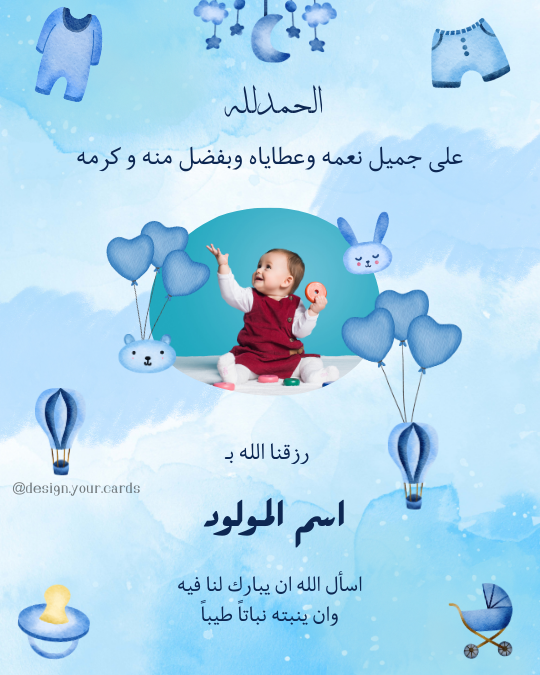 الحمدلله
على جميل نعمه وعطاياه وبفضل منه و كرمه
رزقنا الله بـ
@design.your.cards
اسم المولود
اسأل الله ان يبارك لنا فيه
وان ينبته نباتاً طيباً